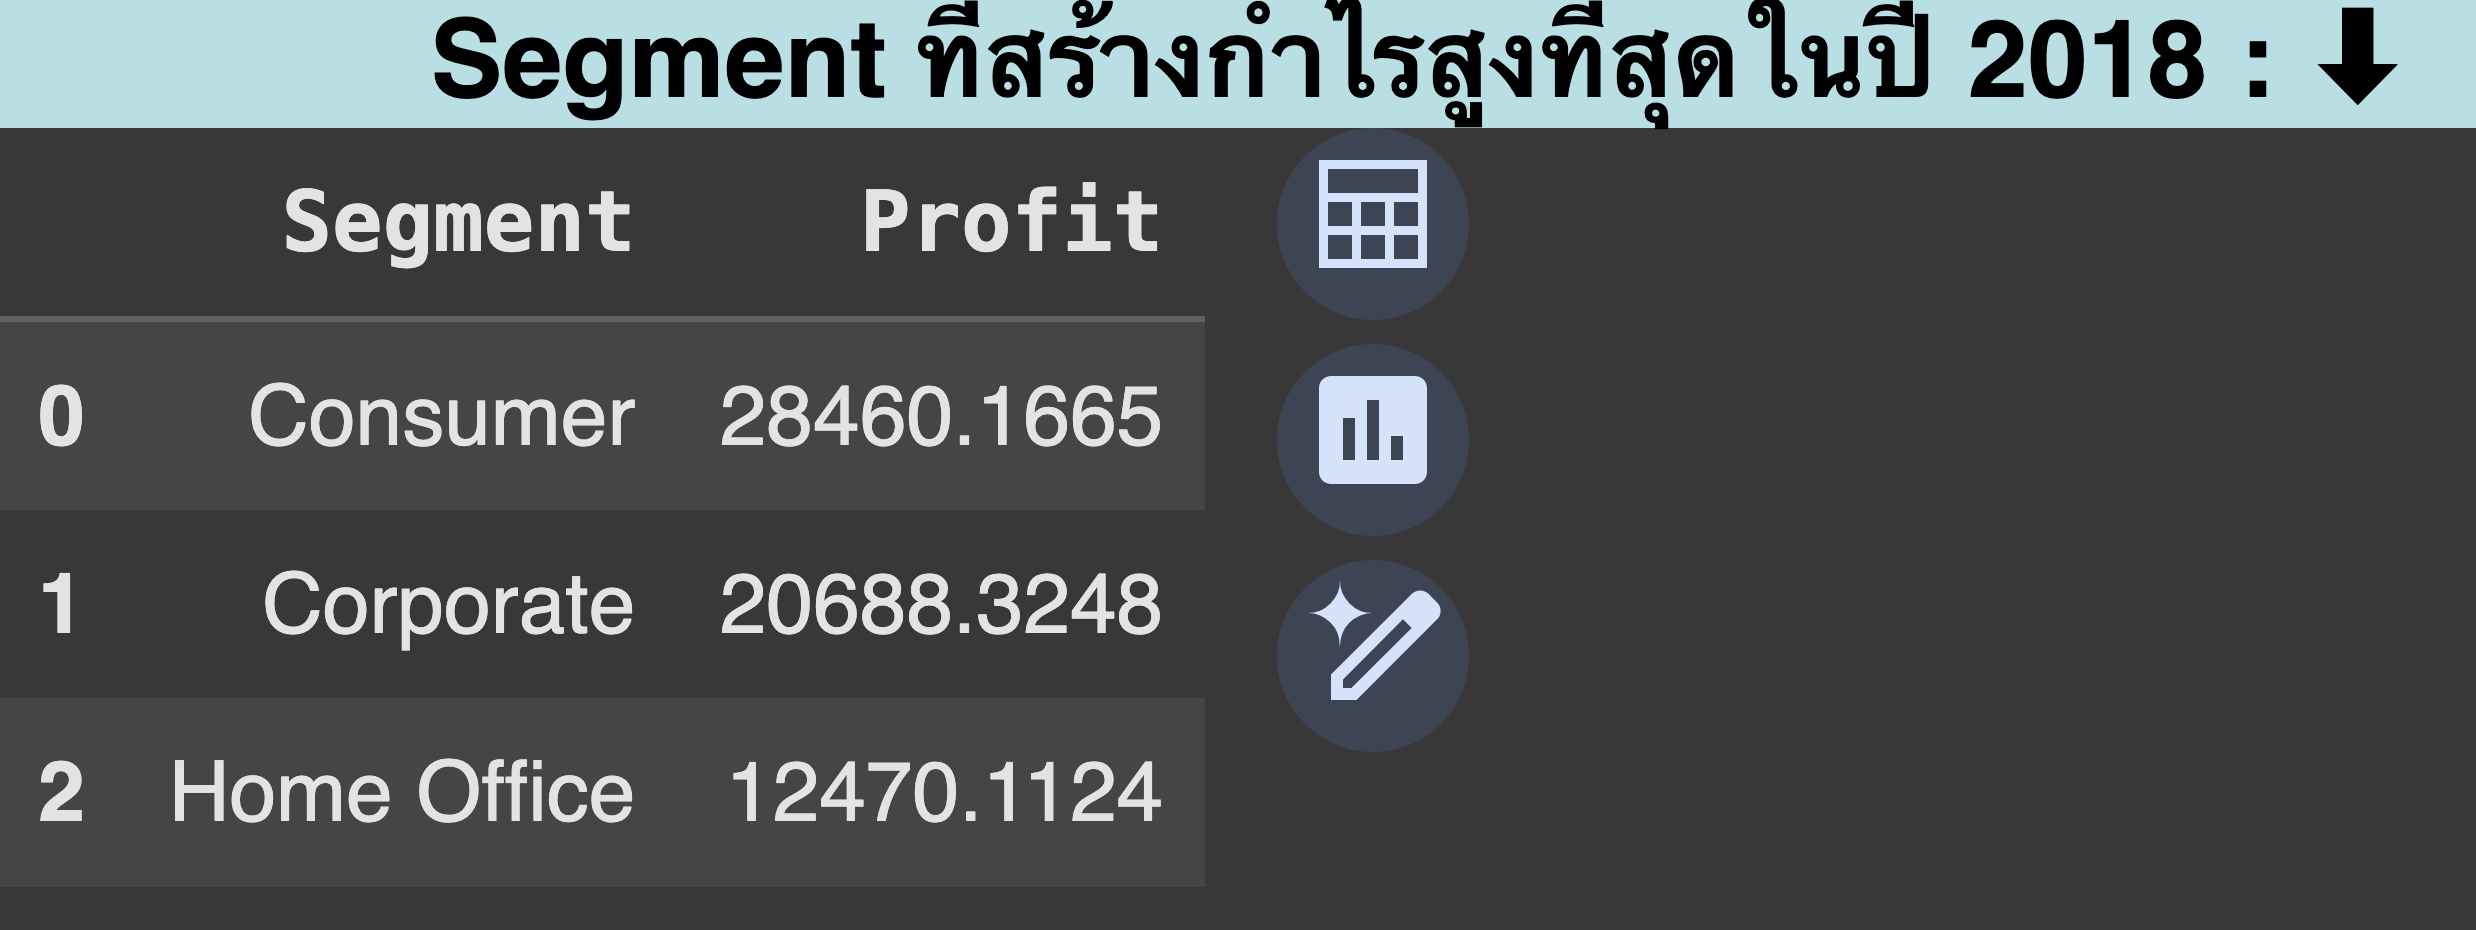 Segment ที่สร้างกำไรสูงที่สุดในปี 2018 : ⬇
Segment Profit
0 Consumer 28460.1665
1 Corporate 20688.3248
2 Home Office 12470.1124